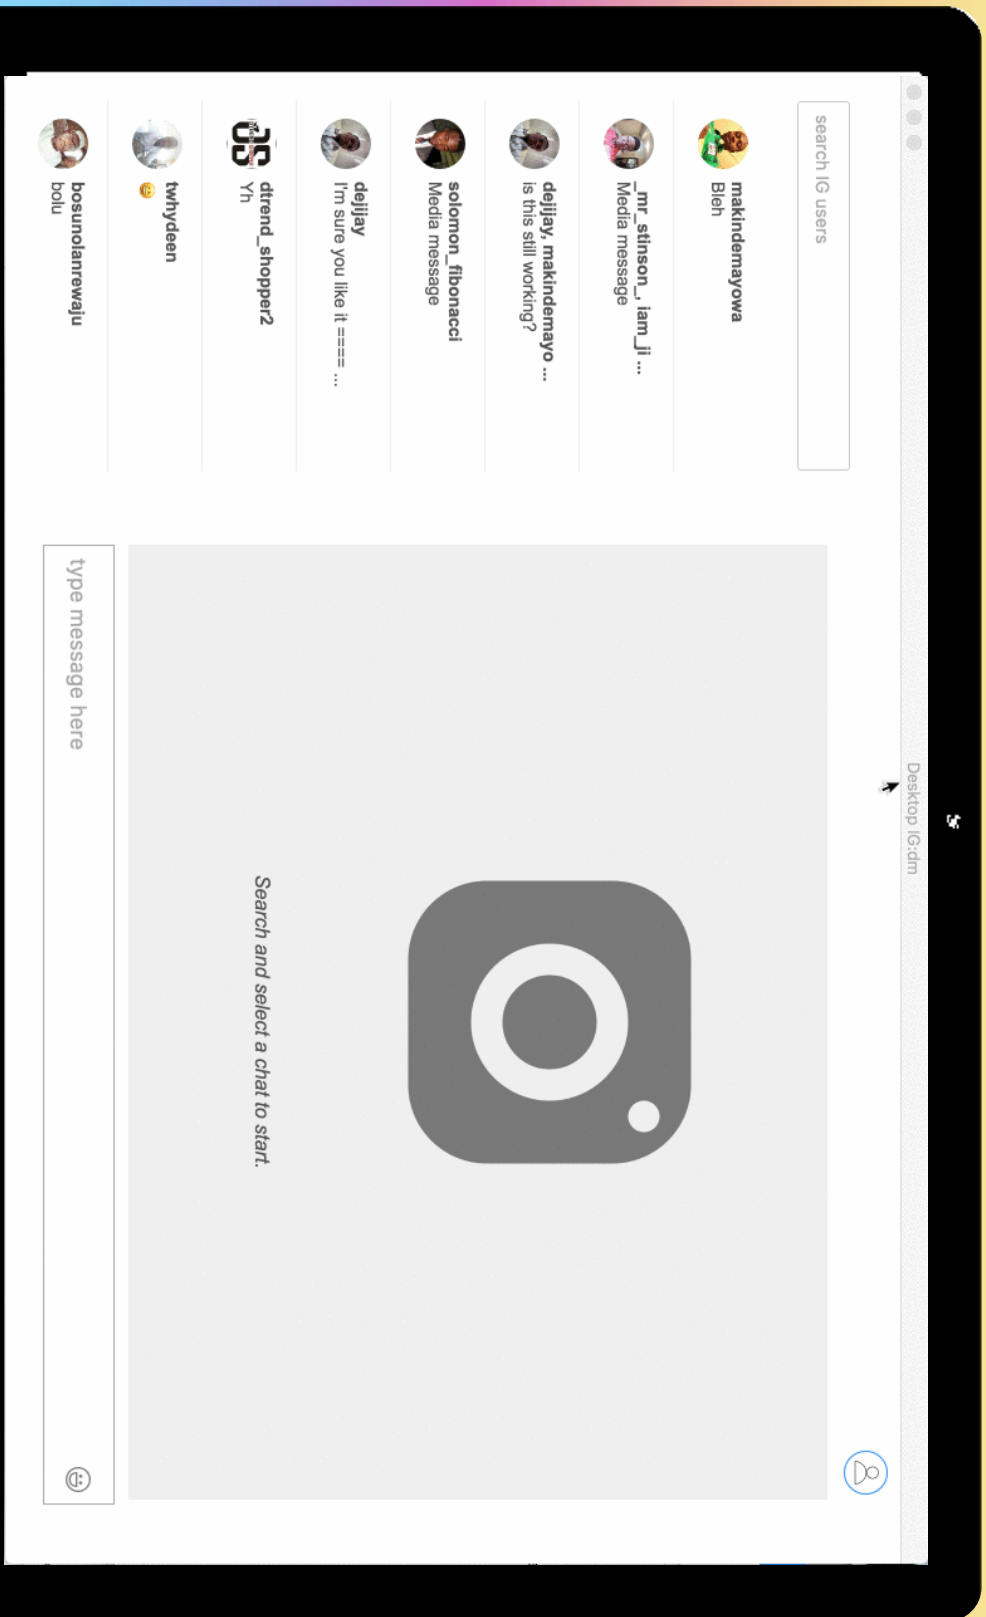 Desktop IG:dm
search IG users
makindemayowa
Bleh
_mr_stinson_, iam_ji ...
Media message
dejijay, makindemayo ...
is this still working?
solomon_fibonacci
Media message
dejijay
I'm sure you like it ==== ...
dtrend_shopper2
Yh
twhydeen
bosunolanrewaju
bolu
Search and select a chat to start.
type message here